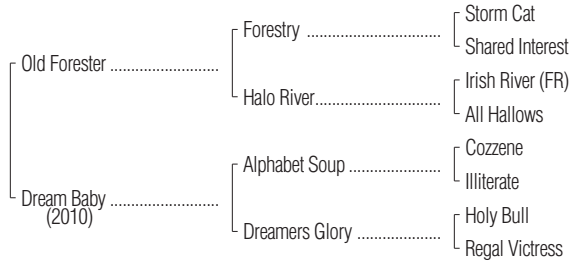 Storm Cat
Forestry
Shared Interest
Old Forester
Irish River (FR)
Halo River
All Hallows
Cozzene
Alphabet Soup
Illiterate
Dream Baby
(2010)
Holy Bull
Dreamers Glory
Regal Victress